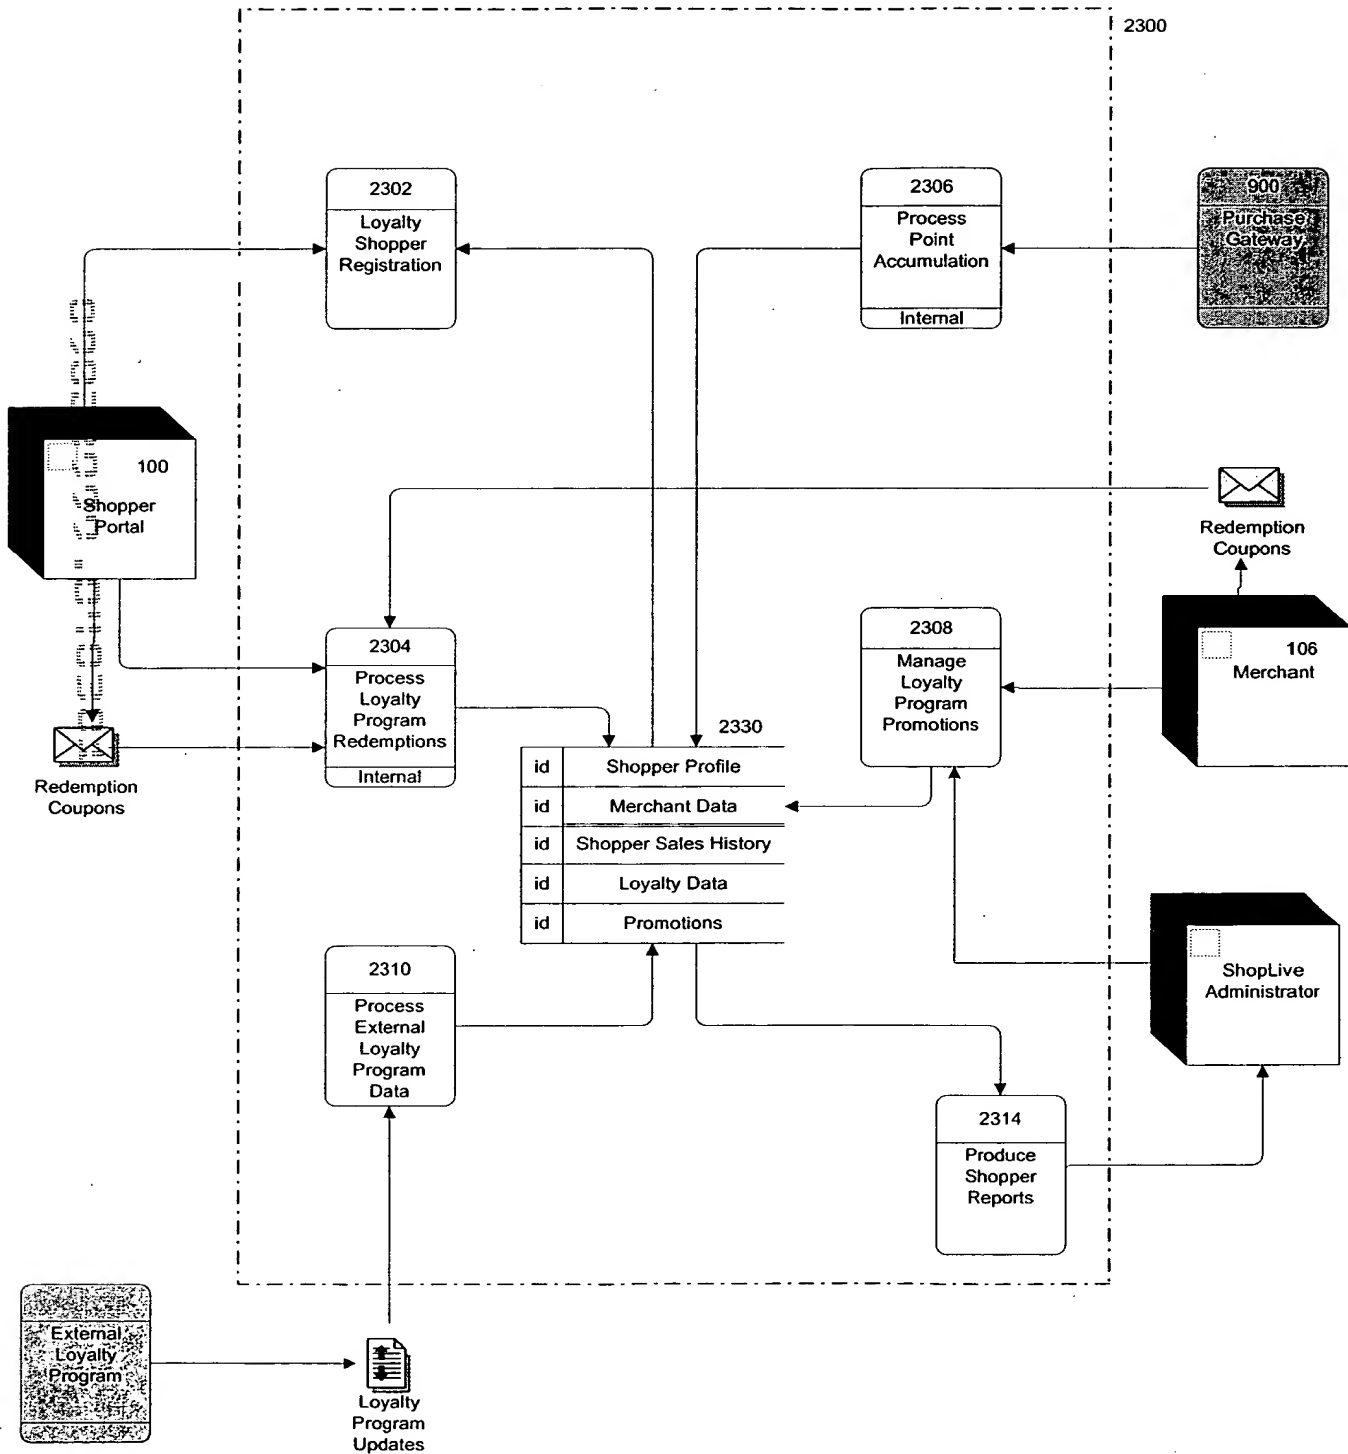 2300
2302
Loyalty
Shopper
Registration
2306
Process
Point
Accumulation
Internal
900
Purchase
Gateway
100
Shopper
Portal
Redemption
Coupons
2304
Process
Loyalty
Program
Redemptions
Internal
2308
Manage
Loyalty
Program
Promotions
106
Merchant
Redemption
Coupons
2330
id Shopper Profile
id Merchant Data
id Shopper Sales History
id Loyalty Data
id Promotions
2310
Process
External
Loyalty
Program
Data
ShopLive
Administrator
2314
Produce
Shopper
Reports
External
Loyalty
Program
Loyalty
Program
Updates